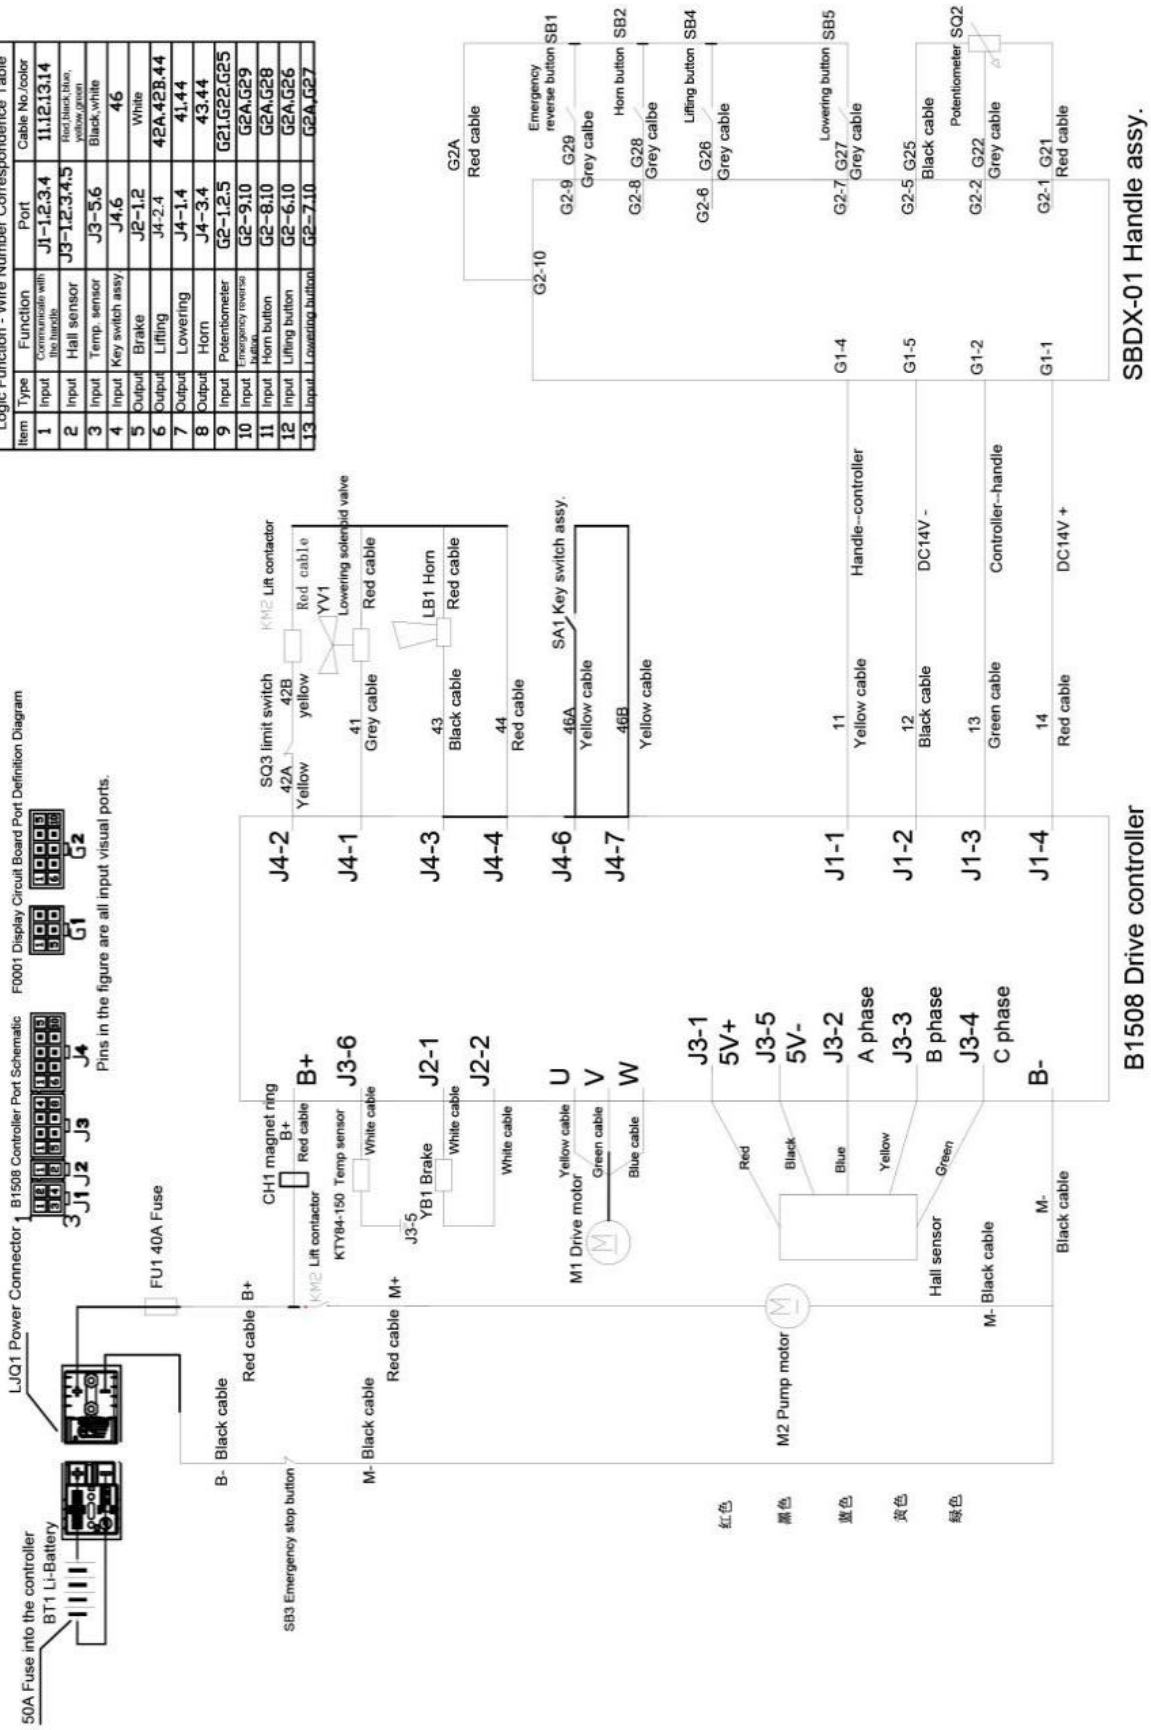 50A Fuse into the controller
BT1 Li-Battery
LJQ1 Power Connector
1
3
B1508 Controller Port Schematic
J1
J2
J3
J4
F0001 Display Circuit Board Port Definition Diagram
G1
G2
Pins in the figure are all input visual ports.
Logic Function - Wire Number Correspondence Table
Item Type Function Port Cable No./color
1 Input Communicate with the handle J1-1.2.3.4 11.12.13.14
2 Input Hall sensor J3-1.2.3.4.5 Red,black,blue, yellow,green
3 Input Temp. sensor J3-5.6 Black,white
4 Input Key switch assy. J4.6 46
5 Output Brake J2-1.2 White
6 Output Lifting J4-2.4 42A.42B.44
7 Output Lowering J4-1.4 41.44
8 Output Horn J4-3.4 43.44
9 Input Potentiometer G2-1.2.5 G21.G22.G25
10 Input Emergency reverse button G2-9.10 G2A.G29
11 Input Horn button G2-8.10 G2A.G28
12 Input Lifting button G2-6.10 G2A.G26
13 Input Lowering button G2-7.10 G2A.G27
FU1 40A Fuse
B- Black cable
Red cable B+
SB3 Emergency stop button
KM2 Lift contactor
M- Black cable
Red cable M+
CH1 magnet ring
B+
Red cable
KTY84-150 Temp sensor
White cable
J3-5
YB1 Brake
White cable
White cable
M1 Drive motor
M
Yellow cable
Green cable
Blue cable
M2 Pump motor
M
Hall sensor
Red
Black
Blue
Yellow
Green
M- Black cable
M-
Black cable
红色
黑色
蓝色
黄色
绿色
B+
J3-6
J2-1
J2-2
U
V
W
J3-1
5V+
J3-5
5V-
J3-2
A phase
J3-3
B phase
J3-4
C phase
B-
J4-2
J4-1
J4-3
J4-4
J4-6
J4-7
J1-1
J1-2
J1-3
J1-4
B1508 Drive controller
SQ3 limit switch
42A
Yellow
42B
yellow
KM2 Lift contactor
Red cable
YV1
Lowering solenoid valve
41
Grey cable
Red cable
LB1 Horn
43
Black cable
Red cable
44
Red cable
SA1 Key switch assy.
46A
Yellow cable
46B
Yellow cable
11
Yellow cable
Handle--controller
12
Black cable
DC14V -
13
Green cable
Controller--handle
14
Red cable
DC14V +
G1-4
G1-5
G1-2
G1-1
G2-10
G2A
Red cable
G2-9
G29
Grey calbe
Emergency
reverse button SB1
G2-8
G28
Grey calbe
Horn button SB2
G2-6
G26
Grey cable
Lifting button SB4
G2-7
G27
Grey cable
Lowering button SB5
G2-5
G25
Black cable
G2-2
G22
Grey cable
Potentiometer SQ2
G2-1
G21
Red cable
SBDX-01 Handle assy.